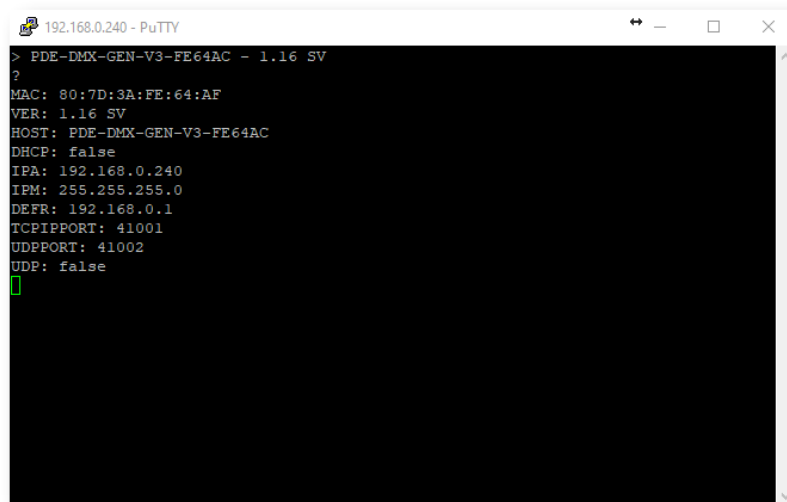 192.168.0.240 - PuTTY
> PDE-DMX-GEN-V3-FE64AC - 1.16 SV
?
MAC: 80:7D:3A:FE:64:AF
VER: 1.16 SV
HOST: PDE-DMX-GEN-V3-FE64AC
DHCP: false
IPA: 192.168.0.240
IPM: 255.255.255.0
DEFR: 192.168.0.1
TCPIPPORT: 41001
UDPPORT: 41002
UDP: false